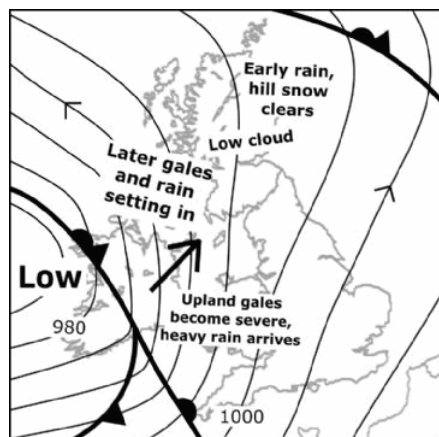 Early rain,
hill snow
clears
Low cloud
Later gales
and rain
setting in
Low
980
Upland gales
become severe,
heavy rain arrives
1000